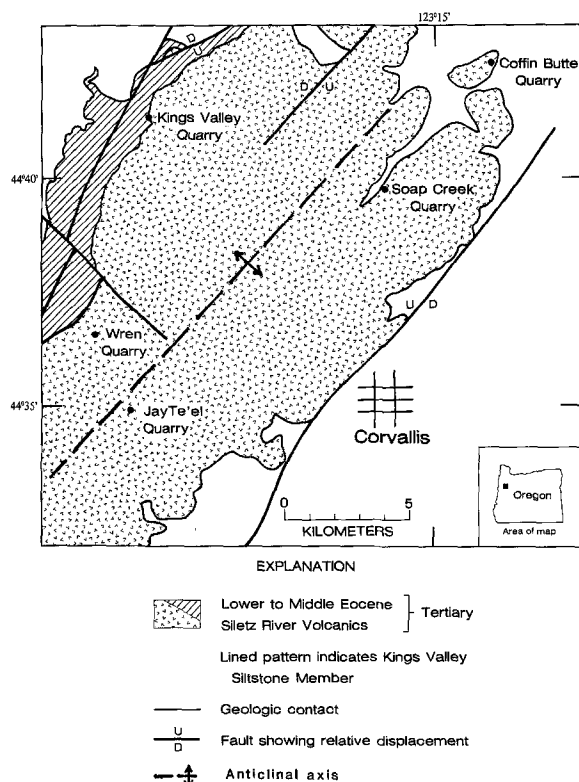 123°15'
D
U
Coffin Butte
Quarry
D U
Kings Valley
Quarry
44°40'
Soap Creek
Quarry
U D
Wren
Quarry
44°35'
JayTe'el
Quarry
Corvallis
0 5
KILOMETERS
Oregon
Area of map
EXPLANATION
Lower to Middle Eocene
Siletz River Volcanics
Tertiary
Lined pattern indicates Kings Valley
Siltstone Member
Geologic contact
U
D
Fault showing relative displacement
Anticlinal axis